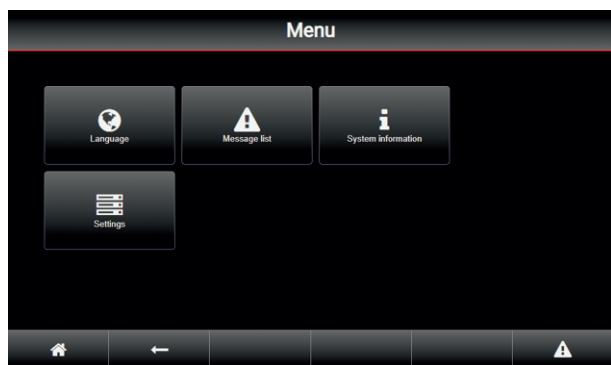 Menu
Language
Message list
System information
Settings